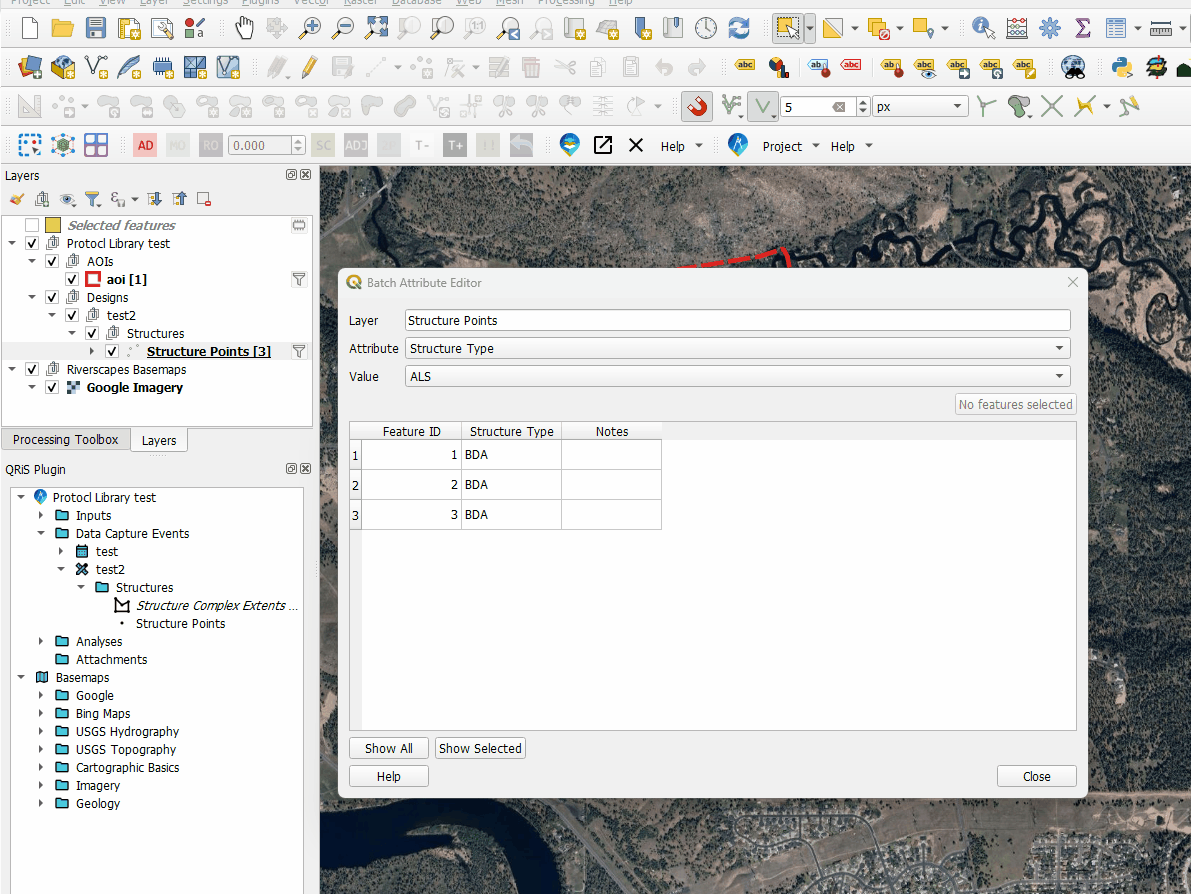 Project Edit View Layer Settings Plugins Vector Raster Database Web Mesh Processing Help
5 px
AD MO RO 0.000 SC ADJ T- T+ Help Project Help
Layers
Selected features
Protocl Library test
AOIs
aoi [1]
Designs
test2
Structures
Structure Points [3]
Riverscapes Basemaps
Google Imagery
Processing Toolbox Layers
QRiS Plugin
Protocl Library test
Inputs
Data Capture Events
test
test2
Structures
Structure Complex Extents ...
Structure Points
Analyses
Attachments
Basemaps
Google
Bing Maps
USGS Hydrography
USGS Topography
Cartographic Basics
Imagery
Geology
Batch Attribute Editor
Layer Structure Points
Attribute Structure Type
Value ALS
No features selected
Feature ID Structure Type Notes
1 1 BDA
2 2 BDA
3 3 BDA
Show All Show Selected
Help Close